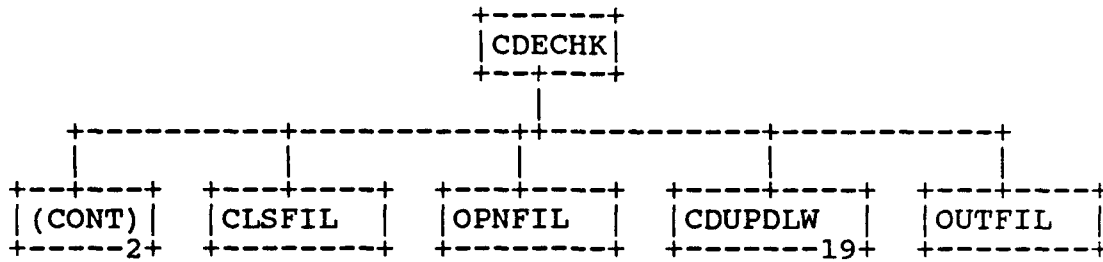 CDECHK
(CONT) CLSFIL OPNFIL CDUPDLW OUTFIL
2 19